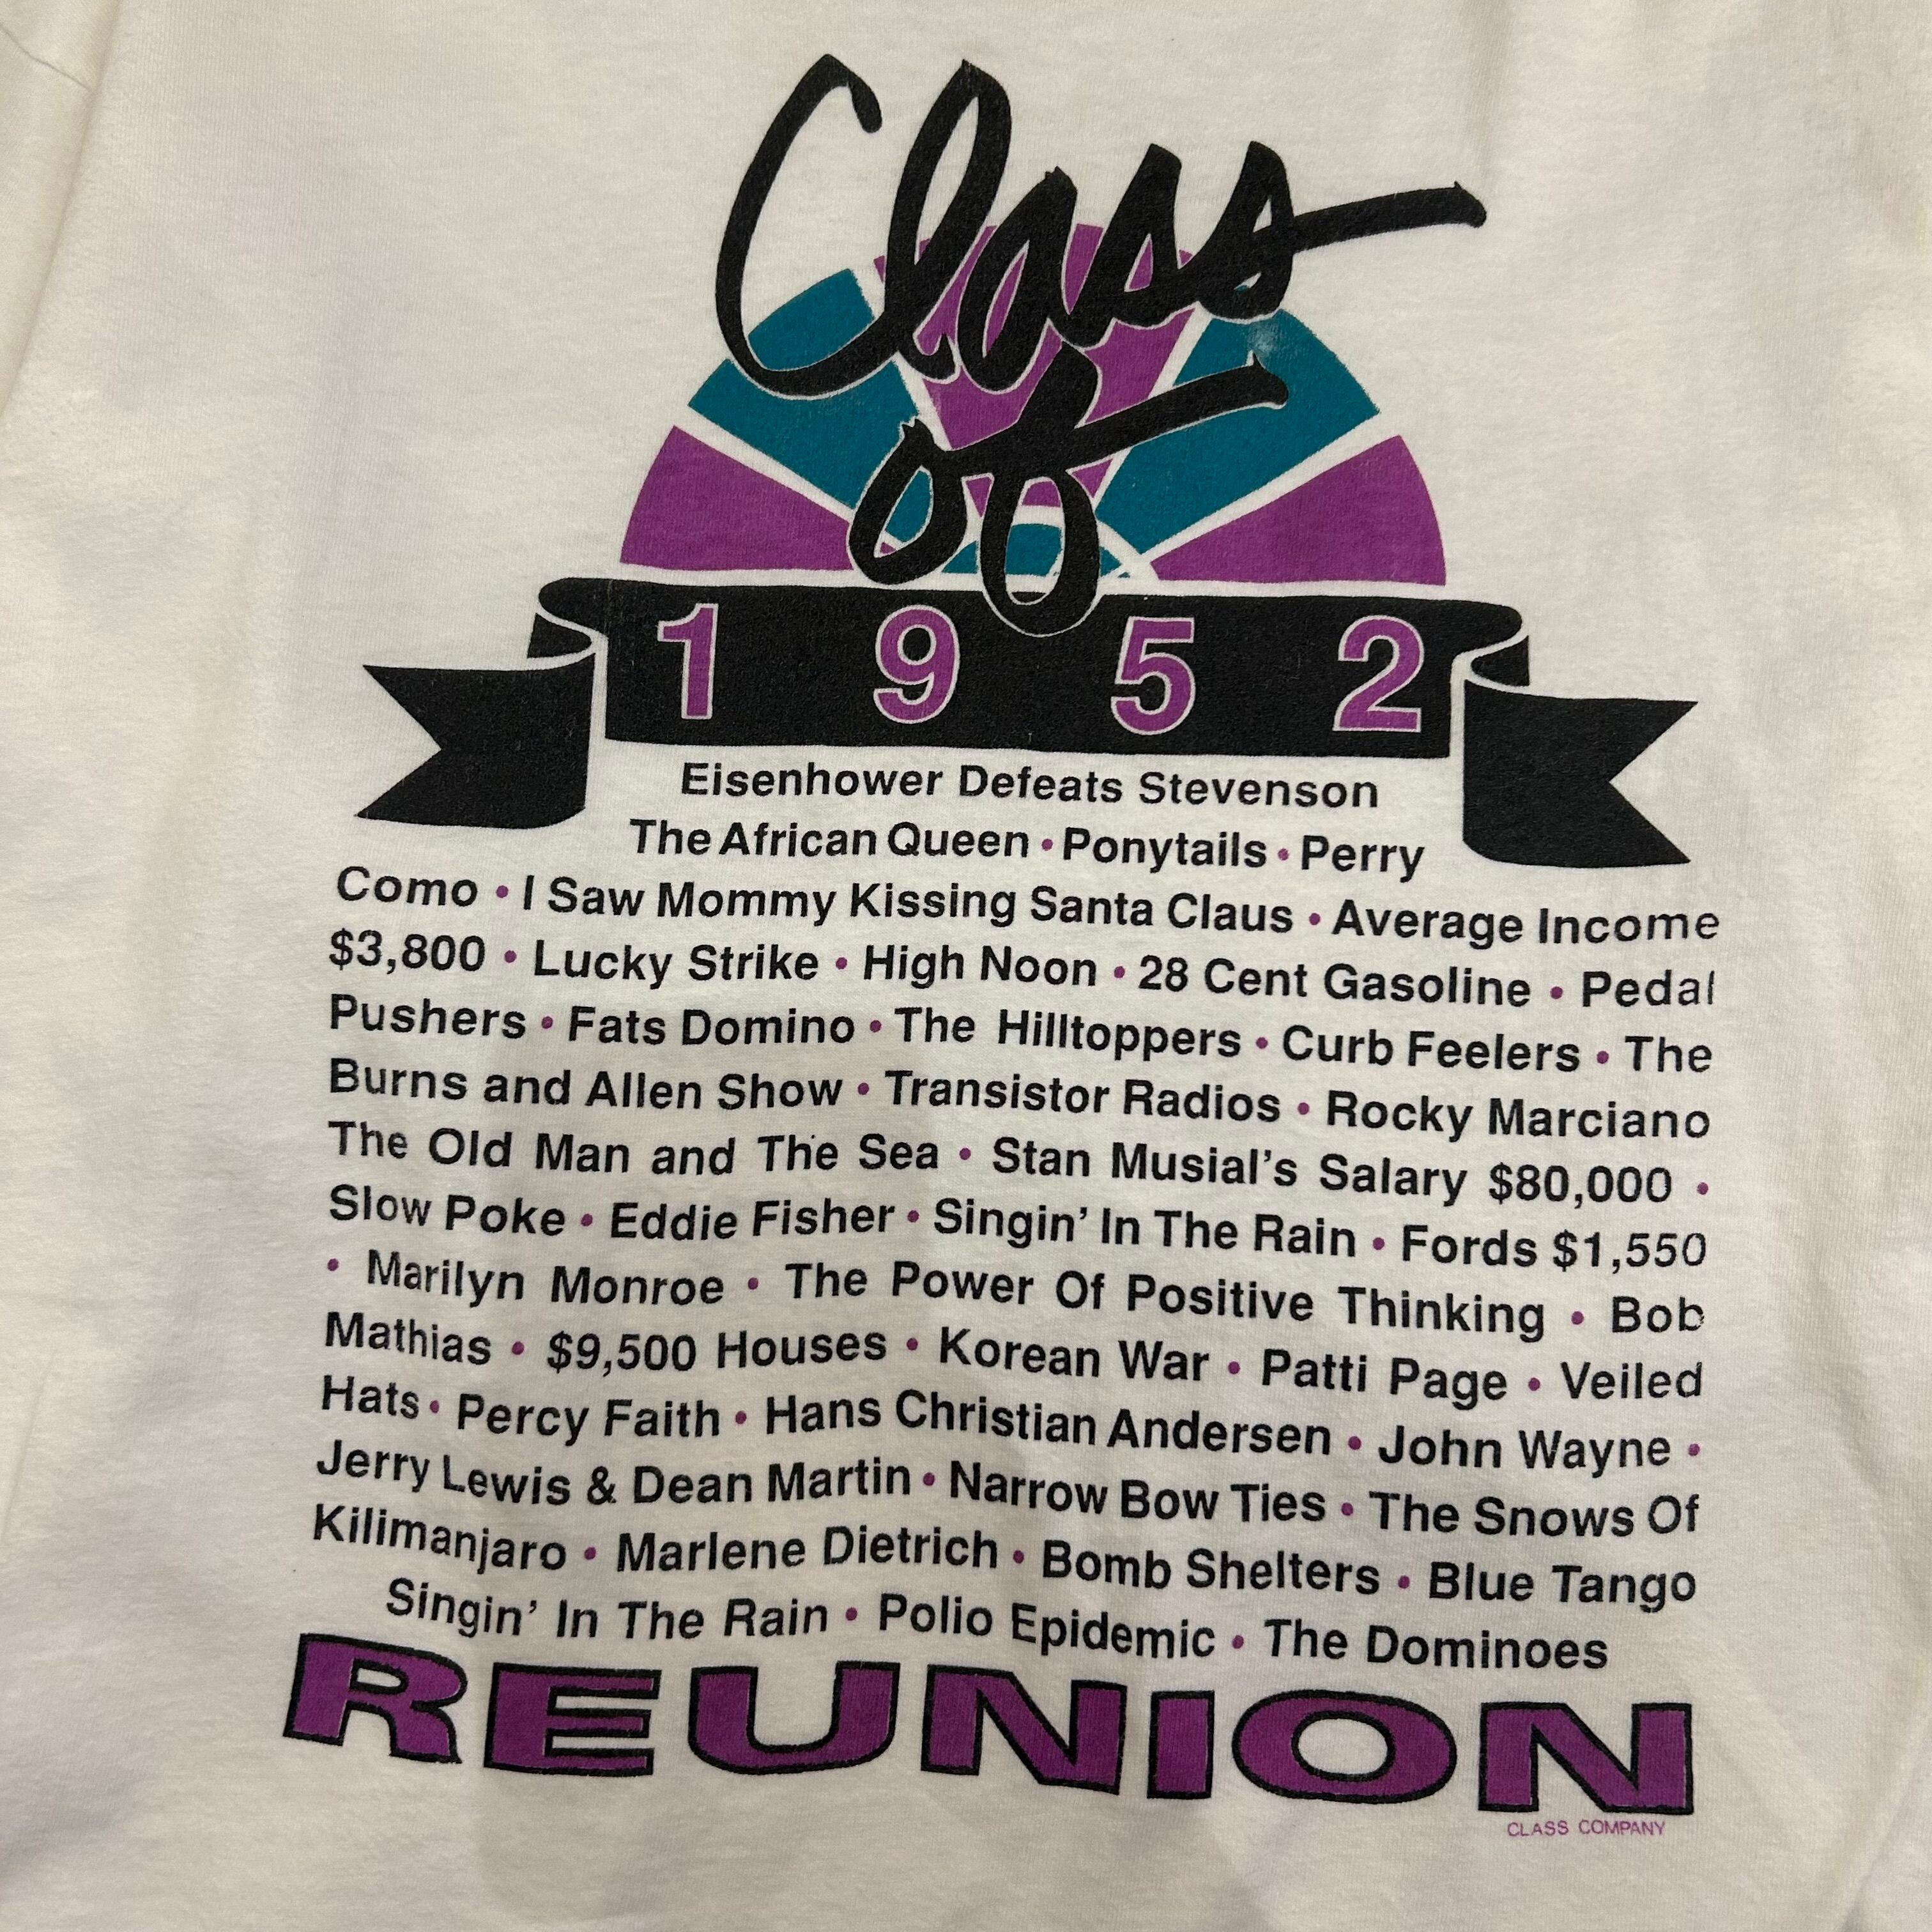 Class
of
1952
Eisenhower Defeats Stevenson
The African Queen • Ponytails • Perry
Como • I Saw Mommy Kissing Santa Claus • Average Income
$3,800 • Lucky Strike • High Noon • 28 Cent Gasoline • Pedal
Pushers • Fats Domino • The Hilltoppers • Curb Feelers • The
Burns and Allen Show • Transistor Radios • Rocky Marciano
The Old Man and The Sea • Stan Musial's Salary $80,000 •
Slow Poke • Eddie Fisher • Singin' In The Rain • Fords $1,550
• Marilyn Monroe • The Power Of Positive Thinking • Bob
Mathias • $9,500 Houses • Korean War • Patti Page • Veiled
Hats • Percy Faith • Hans Christian Andersen • John Wayne •
Jerry Lewis & Dean Martin • Narrow Bow Ties • The Snows Of
Kilimanjaro • Marlene Dietrich • Bomb Shelters • Blue Tango
Singin' In The Rain • Polio Epidemic • The Dominoes
REUNION
CLASS COMPANY